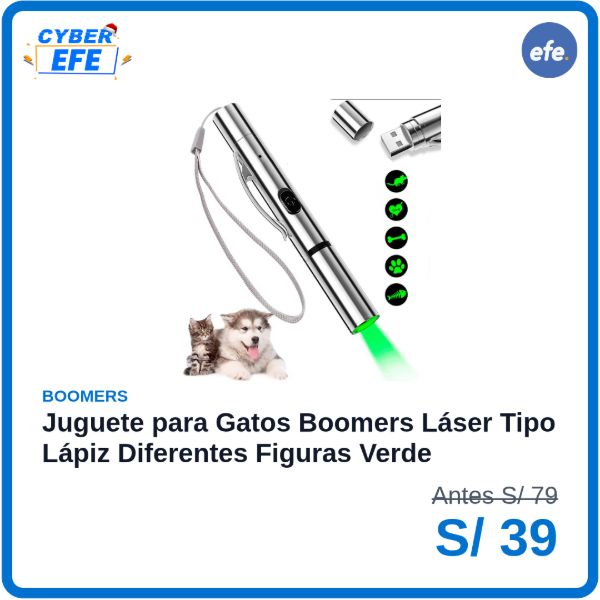 CYBER
EFE
efe.
BOOMERS
Juguete para Gatos Boomers Láser Tipo
Lápiz Diferentes Figuras Verde
Antes S/ 79
S/ 39